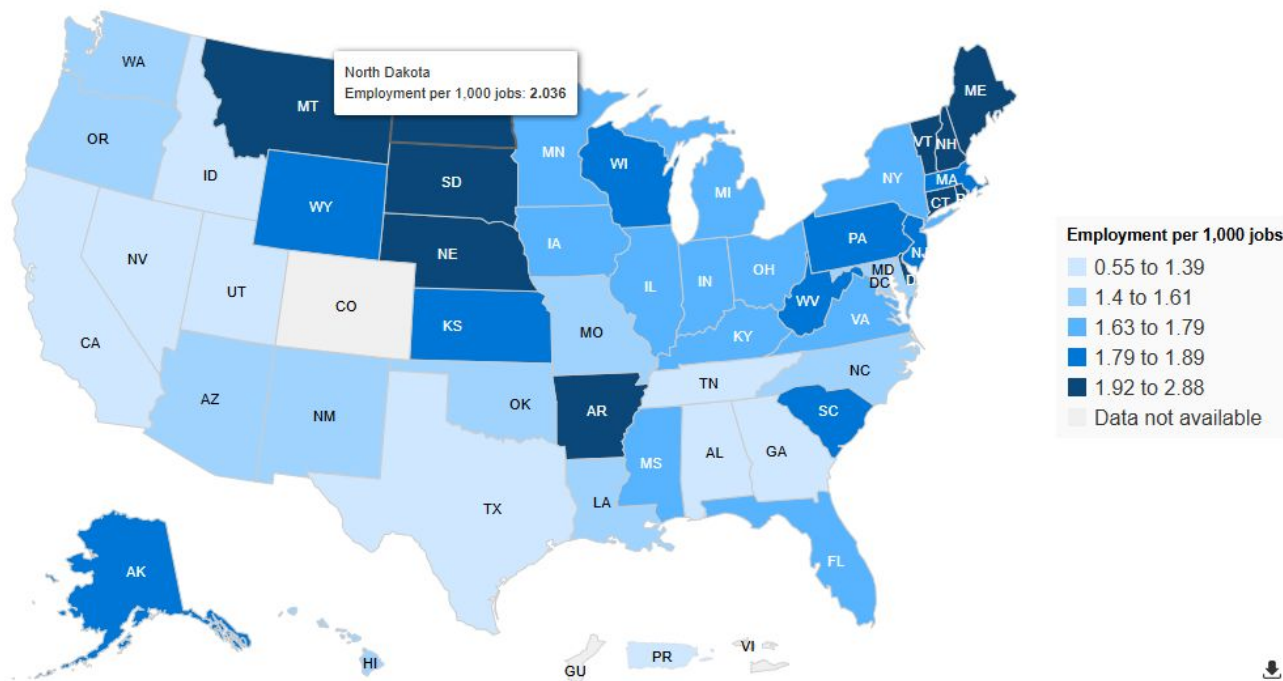 WA
North Dakota
Employment per 1,000 jobs: 2.036
MT
ME
OR
MN
VT
NH
ID
SD
WI
NY
MA
MI
WY
CT
IA
NE
PA
NJ
NV
OH
MD
UT
IL
IN
DC
D
CO
WV
CA
KS
MO
VA
KY
NC
TN
AZ
OK
NM
AR
SC
MS
AL
GA
TX
LA
FL
AK
HI
GU
PR
VI
Employment per 1,000 jobs
0.55 to 1.39
1.4 to 1.61
1.63 to 1.79
1.79 to 1.89
1.92 to 2.88
Data not available